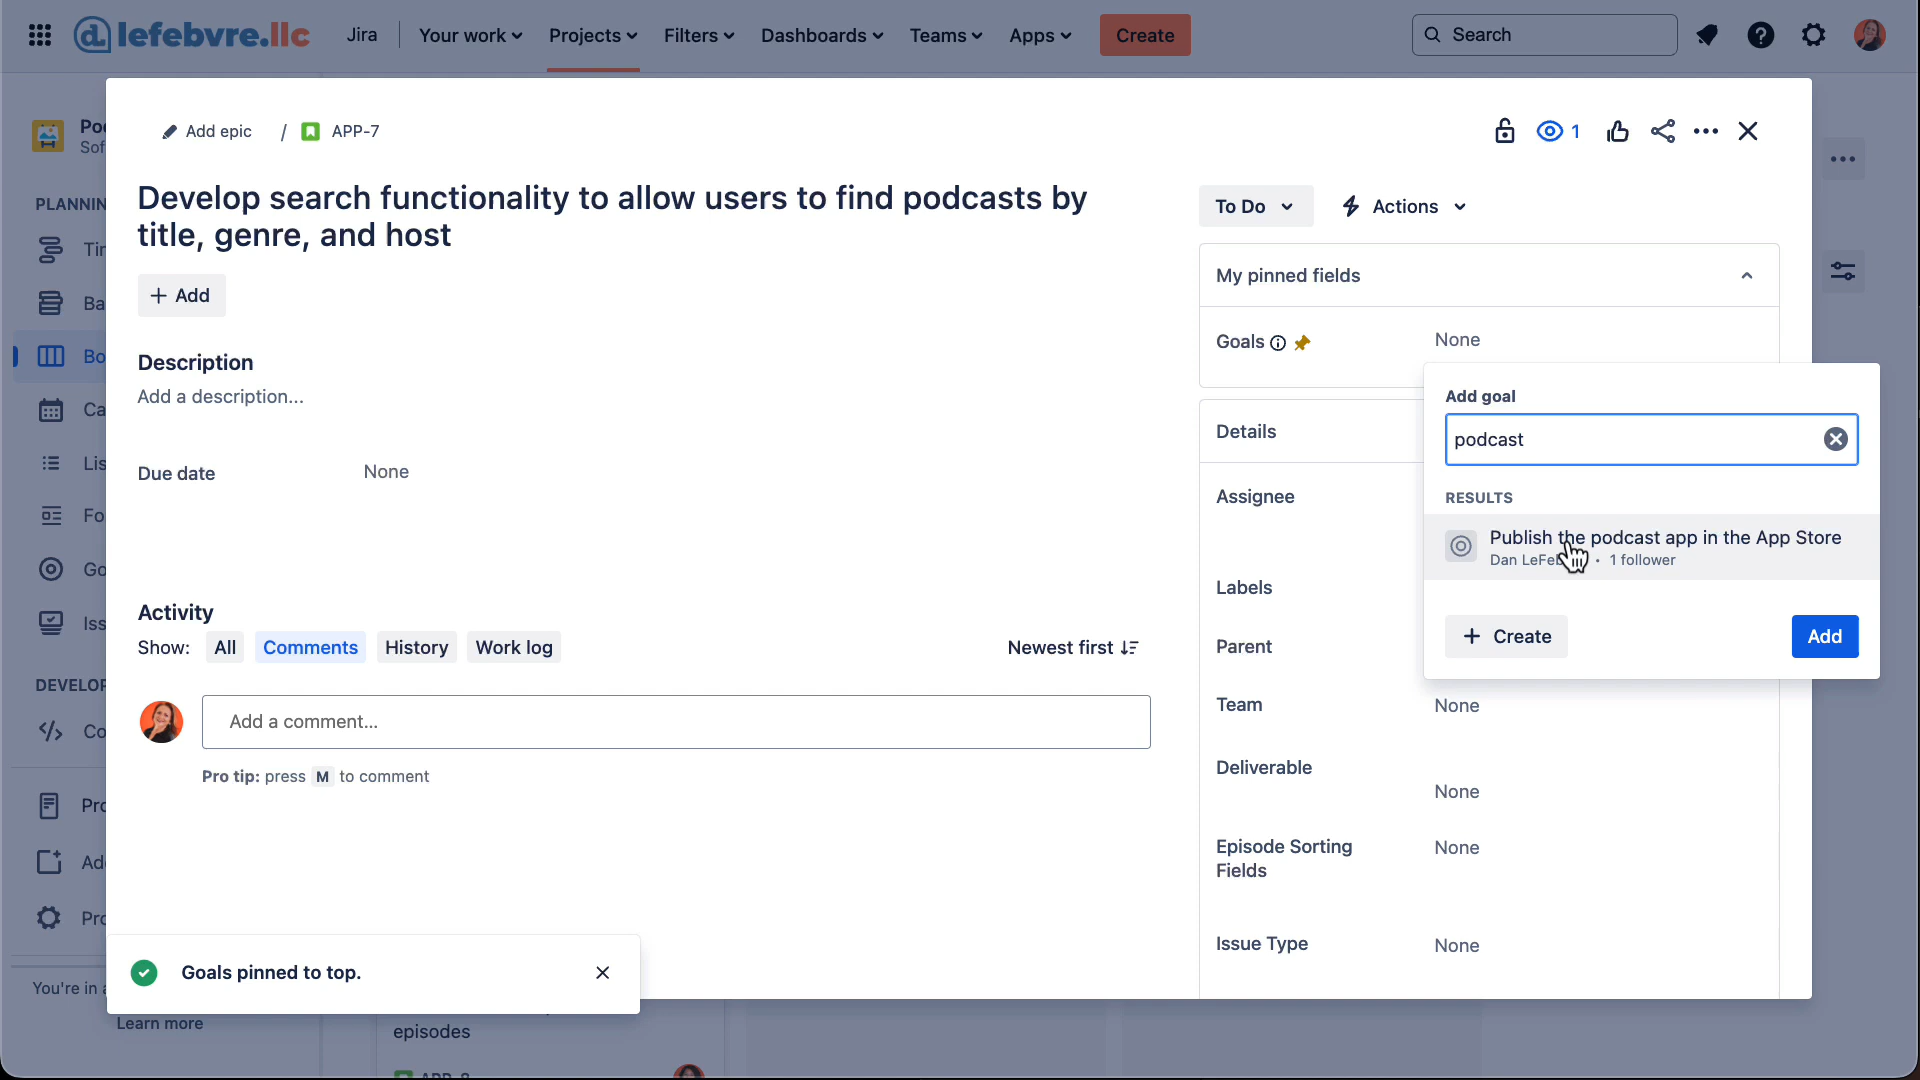 lefebvre.llc
Jira
Your work
Projects
Filters
Dashboards
Teams
Apps
Create
Search
Add epic / APP-7
1
Develop search functionality to allow users to find podcasts by
title, genre, and host
+ Add
Description
Add a description...
Due date
None
Activity
Show:
All
Comments
History
Work log
Newest first
Add a comment...
Pro tip: press M to comment
To Do
Actions
My pinned fields
Goals
None
Details
Assignee
Labels
Parent
Team
None
Deliverable
None
Episode Sorting
Fields
None
Issue Type
None
Add goal
podcast
RESULTS
Publish the podcast app in the App Store
Dan
• 1 follower
+ Create
Add
Goals pinned to top.
You're in a
Learn more
episodes